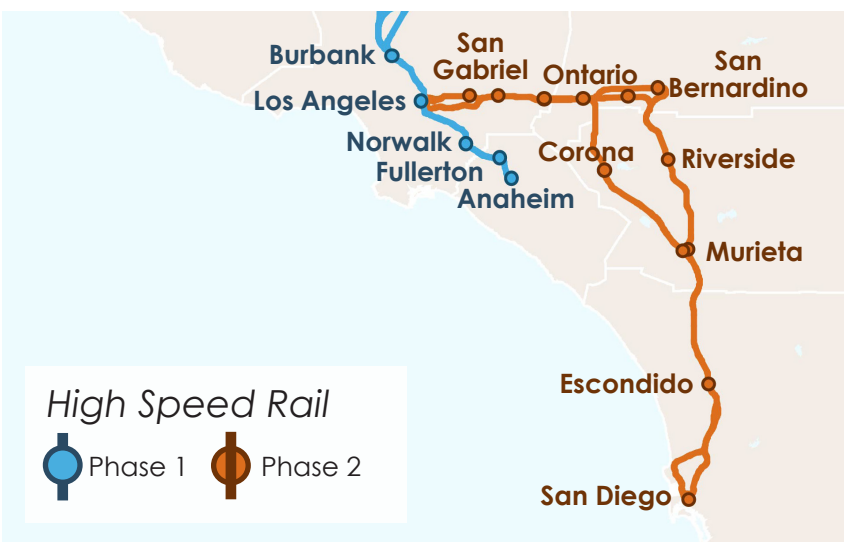 Burbank
San
Gabriel
Ontario
San
Bernardino
Los Angeles
Norwalk
Fullerton
Anaheim
Corona
Riverside
Murieta
Escondido
San Diego
High Speed Rail
Phase 1
Phase 2